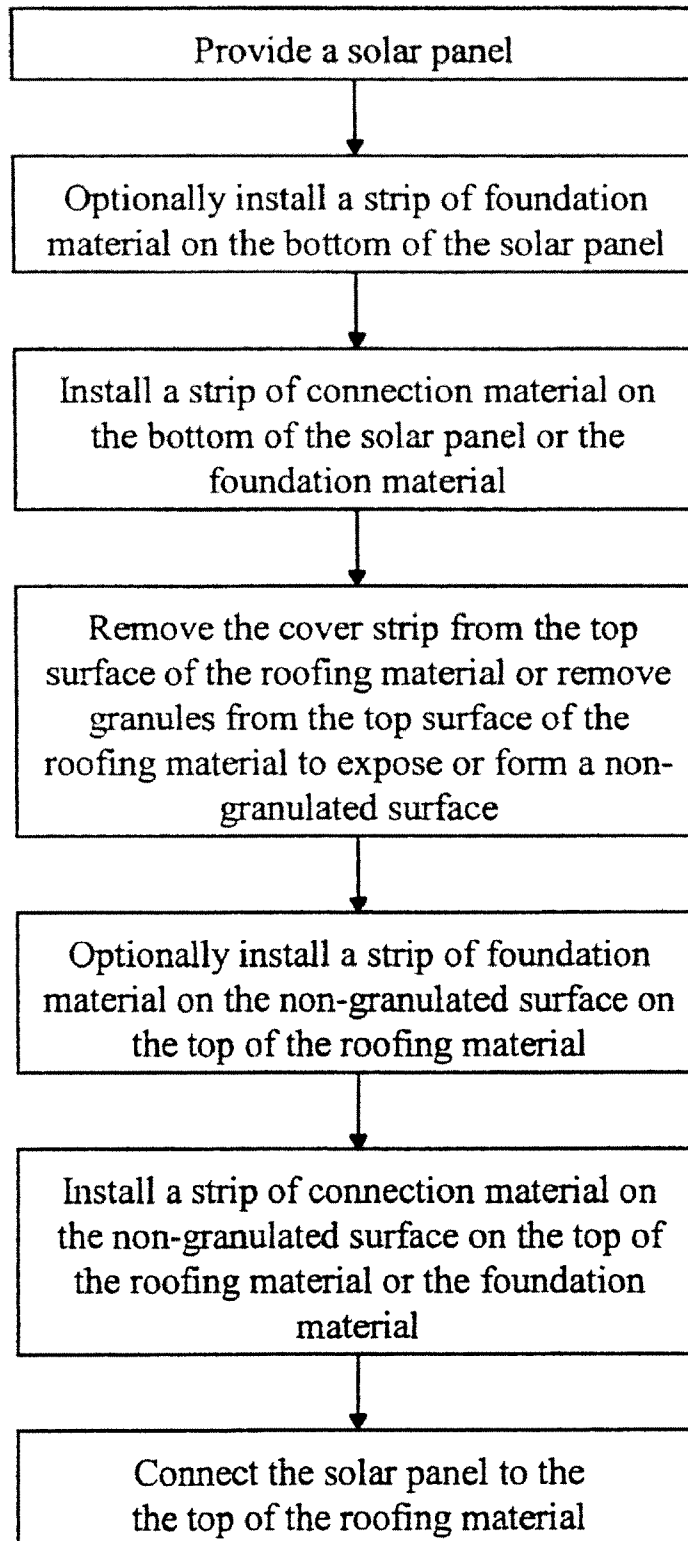 Provide a solar panel
Optionally install a strip of foundation
material on the bottom of the solar panel
Install a strip of connection material on
the bottom of the solar panel or the
foundation material
Remove the cover strip from the top
surface of the roofing material or remove
granules from the top surface of the
roofing material to expose or form a non-
granulated surface
Optionally install a strip of foundation
material on the non-granulated surface on
the top of the roofing material
Install a strip of connection material on
the non-granulated surface on the top of
the roofing material or the foundation
material
Connect the solar panel to the
the top of the roofing material